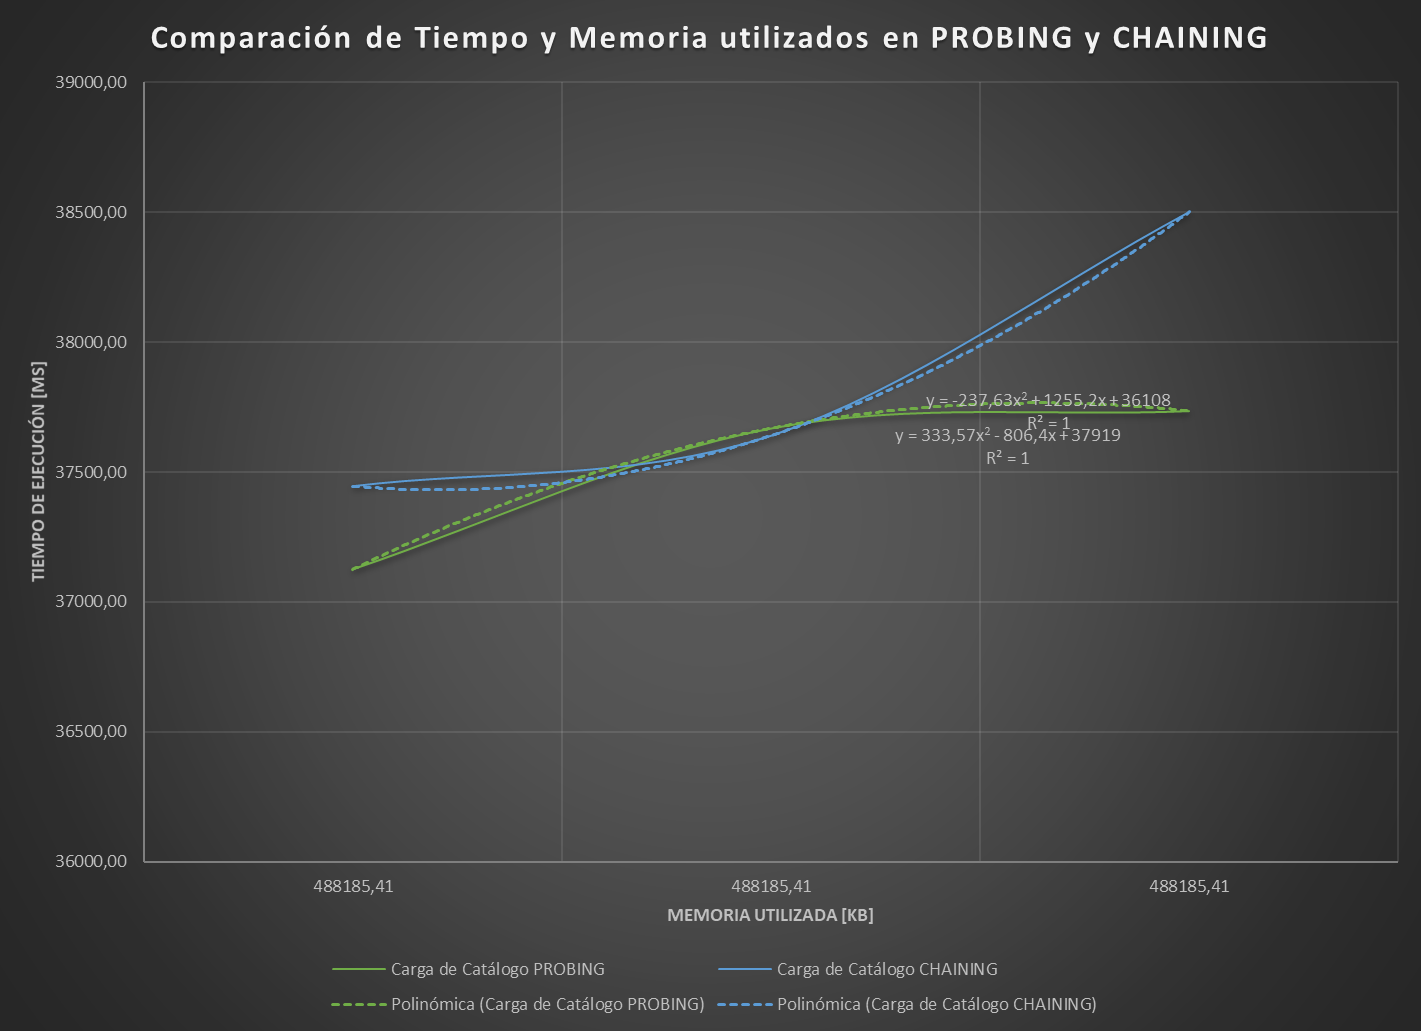 Comparación de Tiempo y Memoria utilizados en PROBING y CHAINING
39000,00
38500,00
38000,00
37500,00
37000,00
36500,00
36000,00
TIEMPO DE EJECUCIÓN [MS]
y = -237,63x² + 1255,2x + 36108
R² = 1
y = 333,57x² - 806,4x + 37919
R² = 1
488185,41
488185,41
488185,41
MEMORIA UTILIZADA [KB]
Carga de Catálogo PROBING
Carga de Catálogo CHAINING
Polinómica (Carga de Catálogo PROBING)
Polinómica (Carga de Catálogo CHAINING)